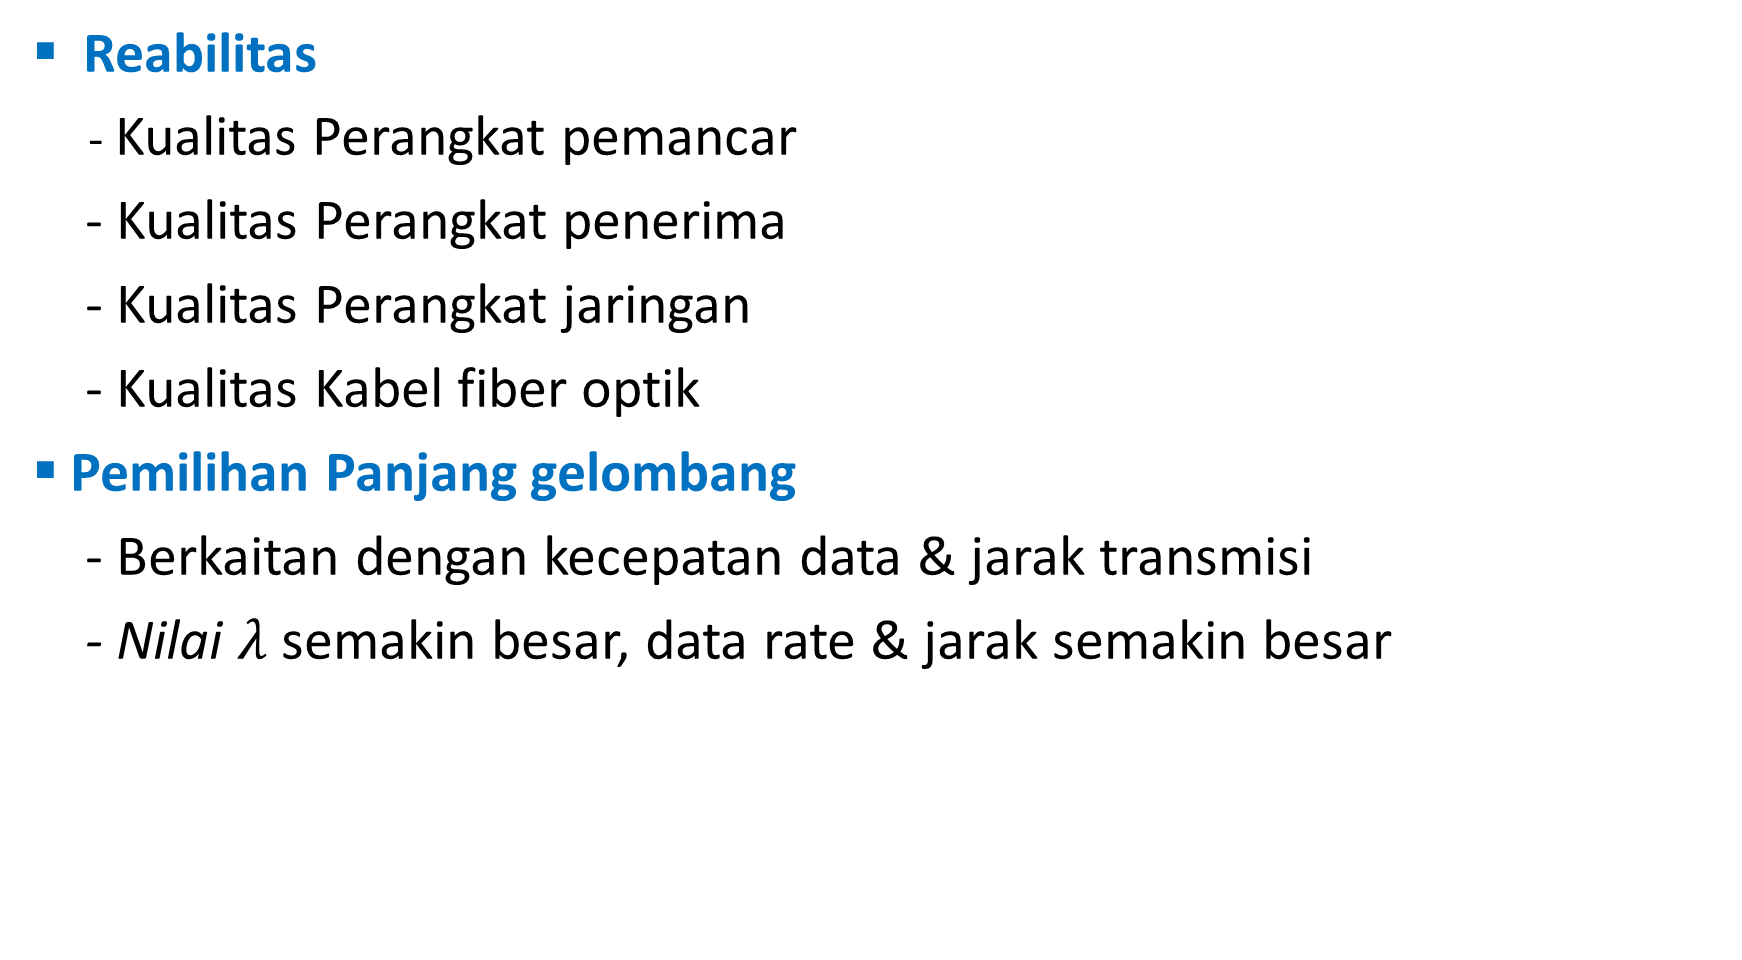 ▪ Reabilitas
- Kualitas Perangkat pemancar
- Kualitas Perangkat penerima
- Kualitas Perangkat jaringan
- Kualitas Kabel fiber optik
▪ Pemilihan Panjang gelombang
- Berkaitan dengan kecepatan data & jarak transmisi
- Nilai λ semakin besar, data rate & jarak semakin besar